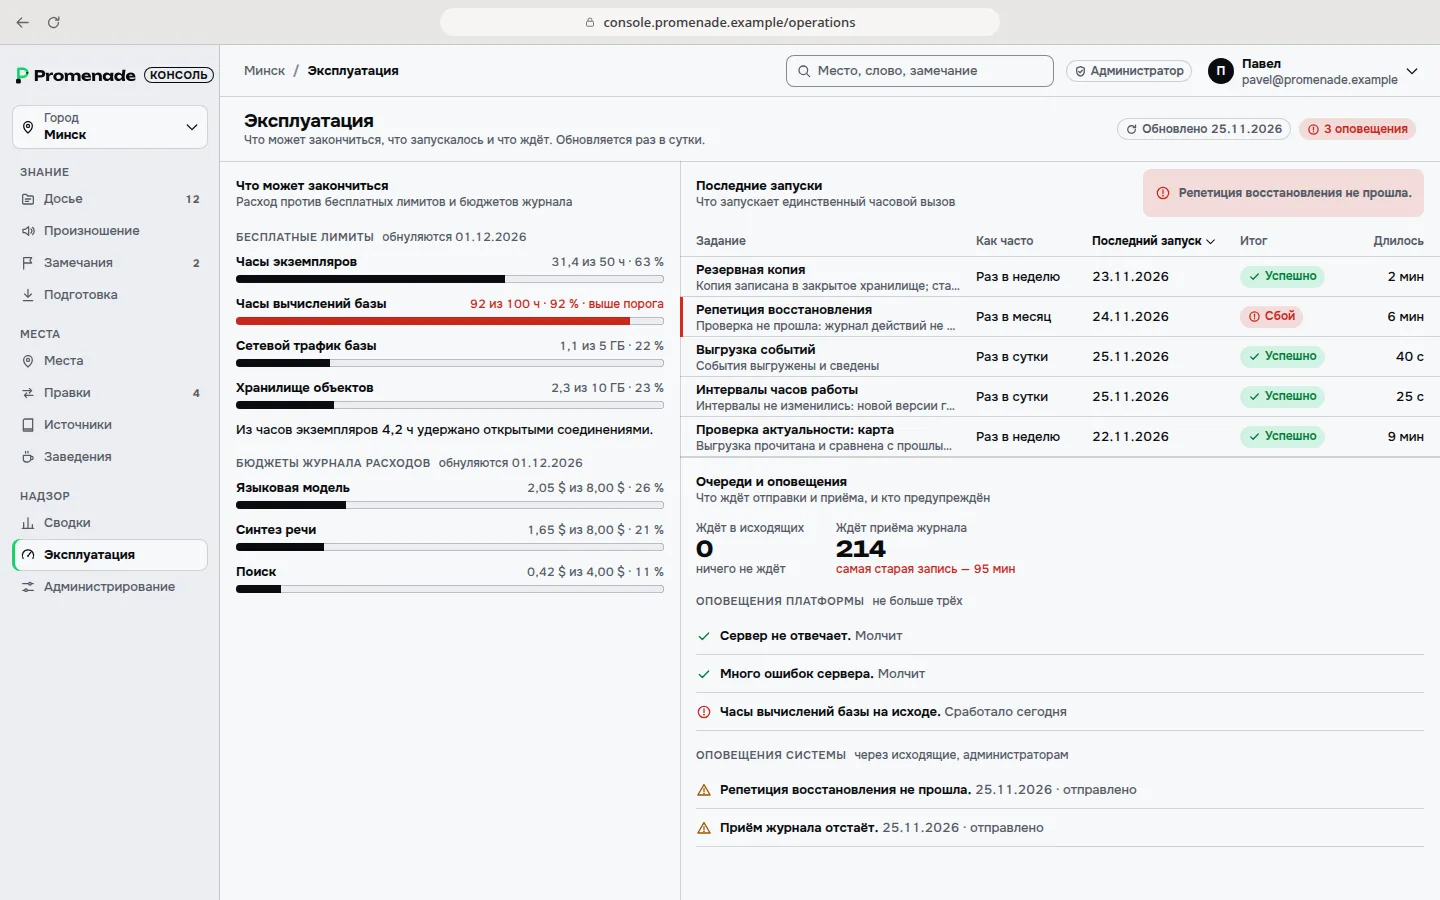 console.promenade.example/operations
Promenade КОНСОЛЬ
Город
Минск
ЗНАНИЕ
Досье 12
Произношение
Замечания 2
Подготовка
МЕСТА
Места
Правки 4
Источники
Заведения
НАДЗОР
Сводки
Эксплуатация
Администрирование
Минск / Эксплуатация
Место, слово, замечание
Администратор
П
Павел
pavel@promenade.example
Эксплуатация
Что может закончиться, что запускалось и что ждёт. Обновляется раз в сутки.
Обновлено 25.11.2026
3 оповещения
Что может закончиться
Расход против бесплатных лимитов и бюджетов журнала
БЕСПЛАТНЫЕ ЛИМИТЫ обнуляются 01.12.2026
Часы экземпляров 31,4 из 50 ч · 63 %
Часы вычислений базы 92 из 100 ч · 92 % · выше порога
Сетевой трафик базы 1,1 из 5 ГБ · 22 %
Хранилище объектов 2,3 из 10 ГБ · 23 %
Из часов экземпляров 4,2 ч удержано открытыми соединениями.
БЮДЖЕТЫ ЖУРНАЛА РАСХОДОВ обнуляются 01.12.2026
Языковая модель 2,05 $ из 8,00 $ · 26 %
Синтез речи 1,65 $ из 8,00 $ · 21 %
Поиск 0,42 $ из 4,00 $ · 11 %
Последние запуски
Что запускает единственный часовой вызов
Репетиция восстановления не прошла.
Задание Как часто Последний запуск Итог Длилось
Резервная копия
Копия записана в закрытое хранилище; ста…
Раз в неделю 23.11.2026 Успешно 2 мин
Репетиция восстановления
Проверка не прошла: журнал действий не …
Раз в месяц 24.11.2026 Сбой 6 мин
Выгрузка событий
События выгружены и сведены
Раз в сутки 25.11.2026 Успешно 40 с
Интервалы часов работы
Интервалы не изменились: новой версии г…
Раз в сутки 25.11.2026 Успешно 25 с
Проверка актуальности: карта
Выгрузка прочитана и сравнена с прошлы…
Раз в неделю 22.11.2026 Успешно 9 мин
Очереди и оповещения
Что ждёт отправки и приёма, и кто предупреждён
Ждёт в исходящих
0
ничего не ждёт
Ждёт приёма журнала
214
самая старая запись — 95 мин
ОПОВЕЩЕНИЯ ПЛАТФОРМЫ не больше трёх
Сервер не отвечает. Молчит
Много ошибок сервера. Молчит
Часы вычислений базы на исходе. Сработало сегодня
ОПОВЕЩЕНИЯ СИСТЕМЫ через исходящие, администраторам
Репетиция восстановления не прошла. 25.11.2026 · отправлено
Приём журнала отстаёт. 25.11.2026 · отправлено